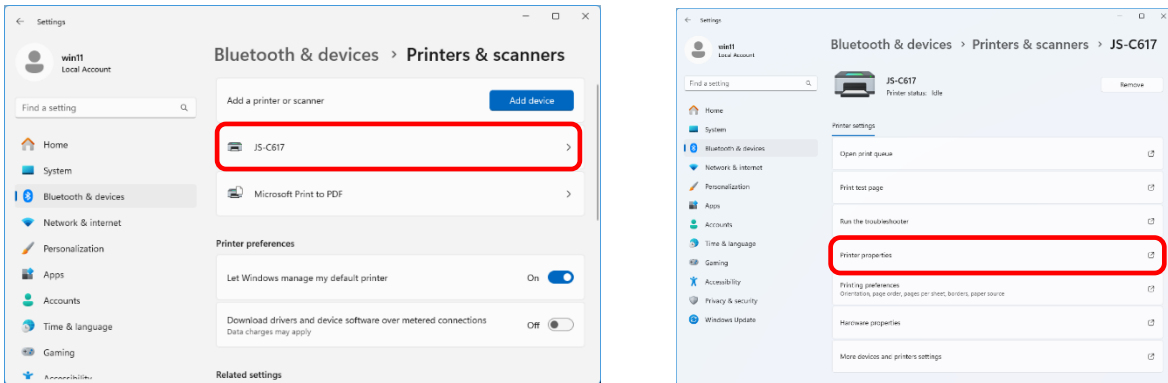 Settings
win11
Local Account
Find a setting
Home
System
Bluetooth & devices
Network & internet
Personalization
Apps
Accounts
Time & language
Gaming
Accessibility
Bluetooth & devices > Printers & scanners
Add a printer or scanner
Add device
JS-C617
Microsoft Print to PDF
Printer preferences
Let Windows manage my default printer
On
Download drivers and device software over metered connections
Data charges may apply
Off
Related settings
Settings
win11
Local Account
Find a setting
Home
System
Bluetooth & devices
Network & internet
Personalization
Apps
Accounts
Time & language
Gaming
Accessibility
Privacy & security
Windows Update
Bluetooth & devices > Printers & scanners > JS-C617
JS-C617
Printer status: Idle
Remove
Printer settings
Open print queue
Print test page
Run the troubleshooter
Printer properties
Printing preferences
Orientation, page order, pages per sheet, borders, paper source
Hardware properties
More devices and printers settings